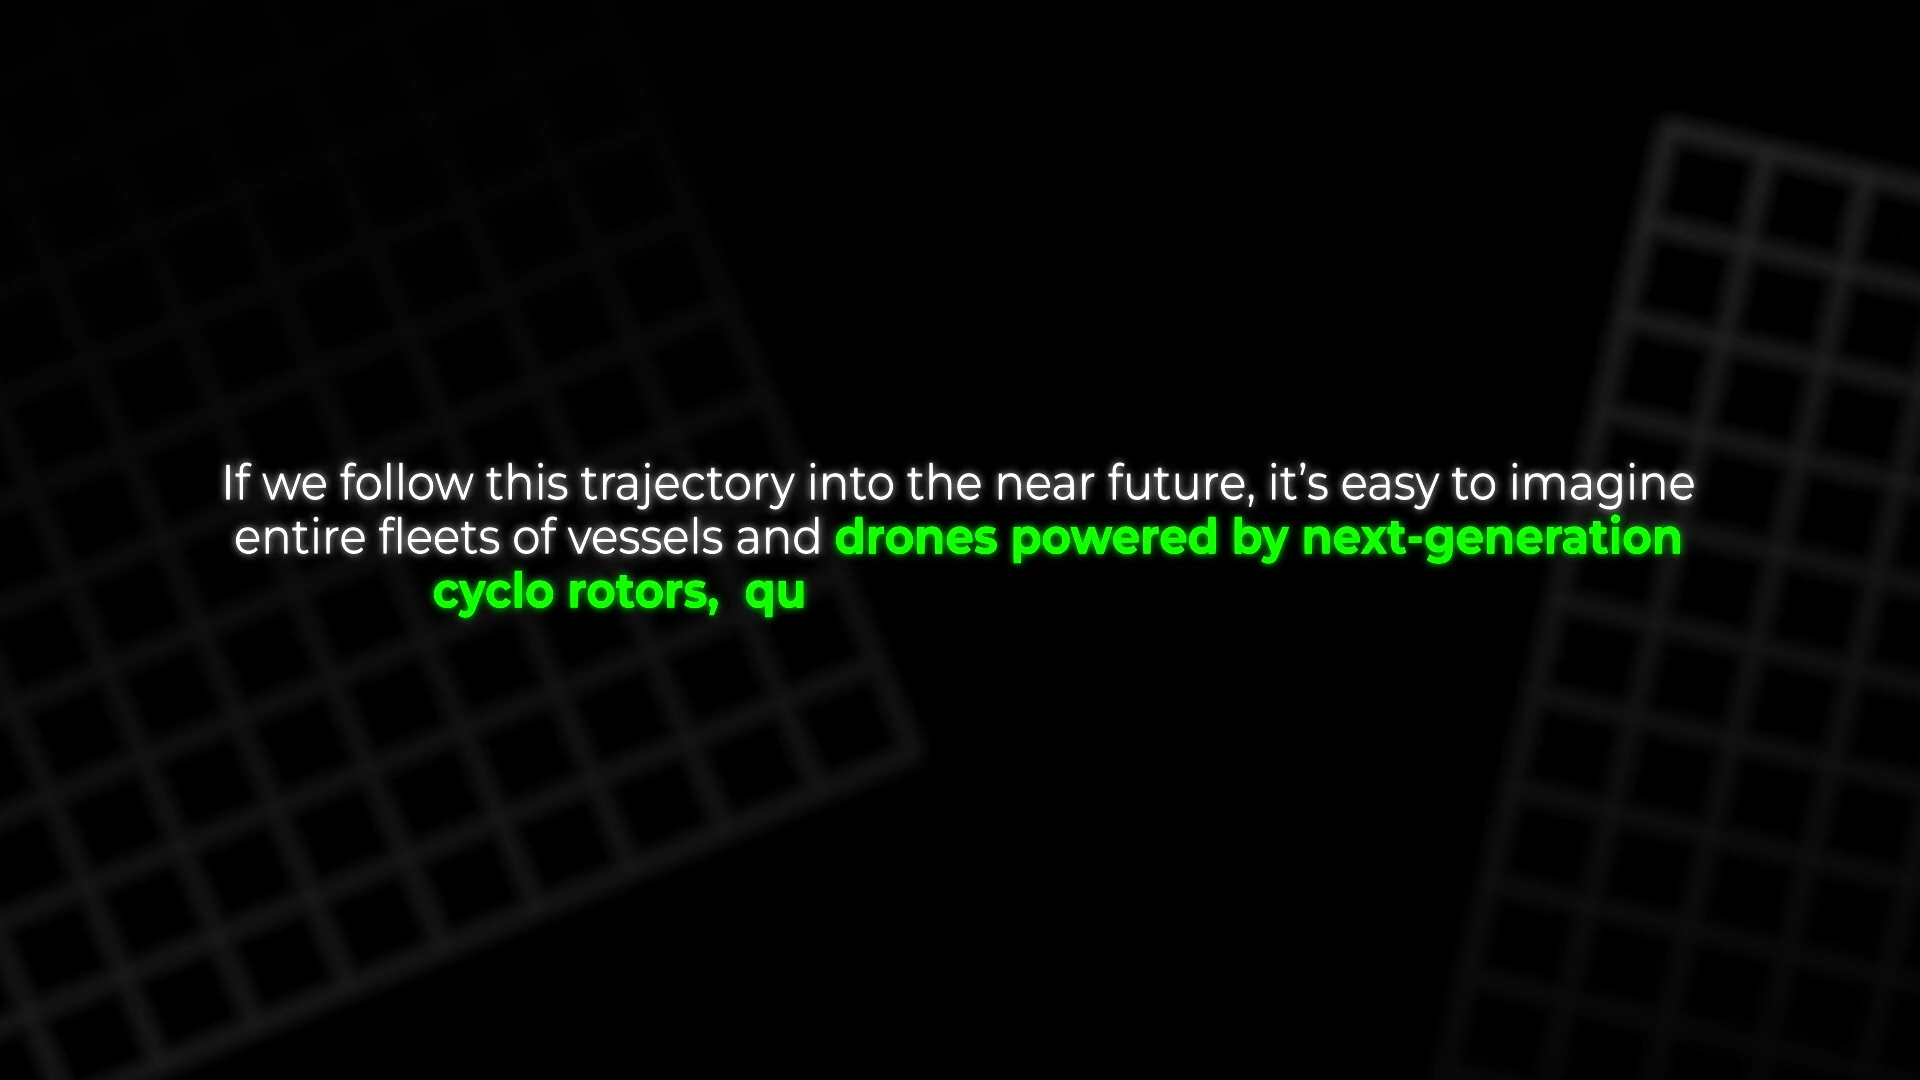 If we follow this trajectory into the near future, it’s easy to imagine
entire fleets of vessels and drones powered by next-generation
cyclo rotors,  qu